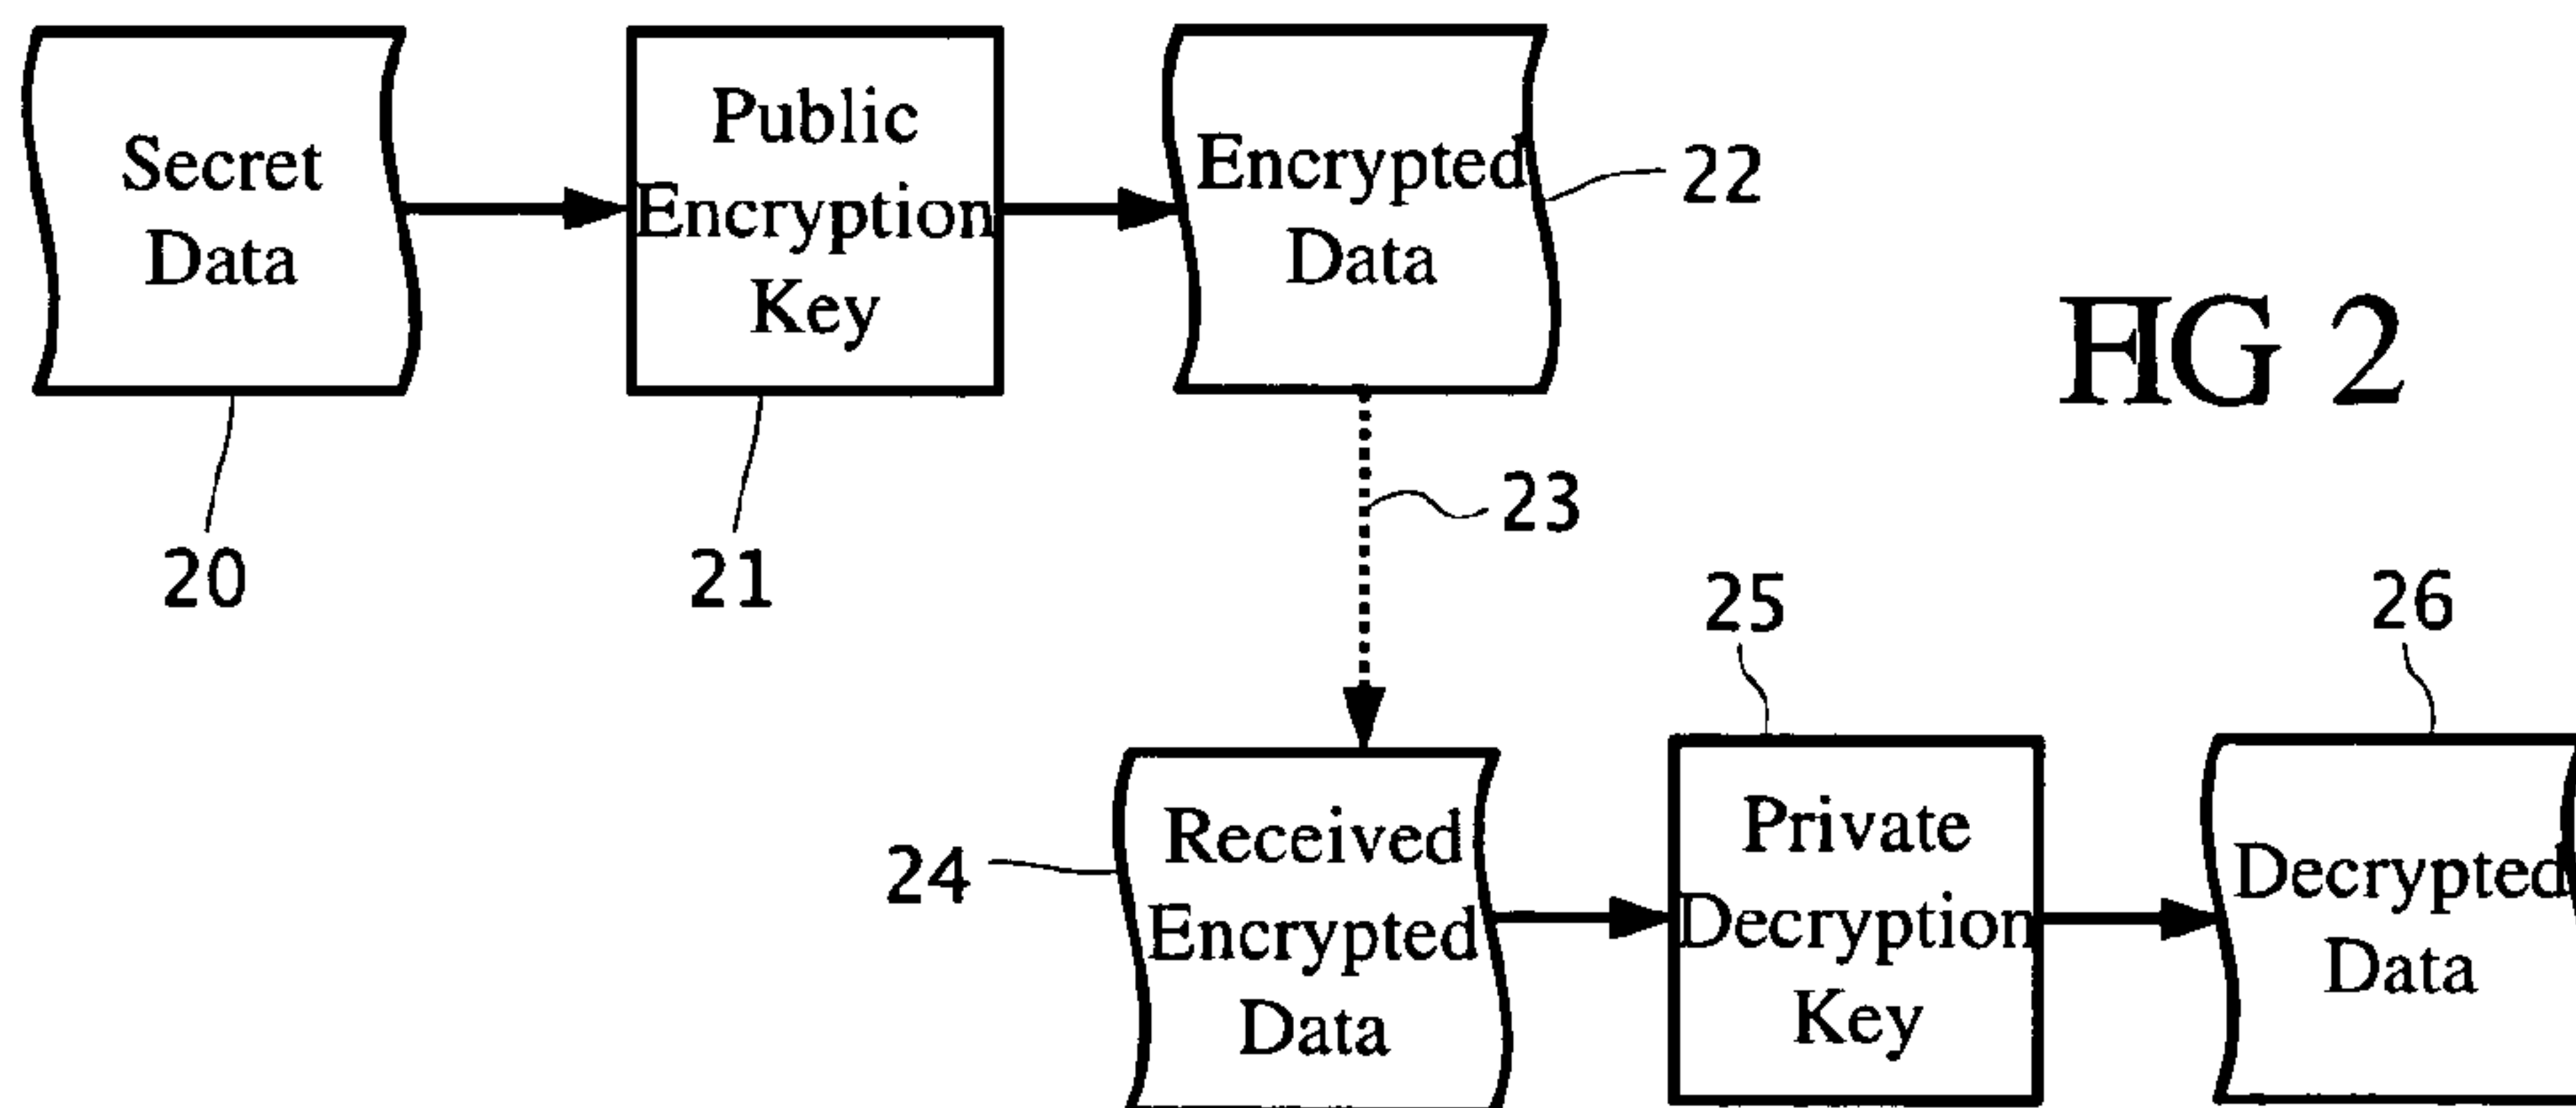 Secret
Data
Public
Encryption
Key
Encrypted
Data
22
FIG 2
20
21
23
25
26
24
Received
Encrypted
Data
Private
Decryption
Key
Decrypted
Data